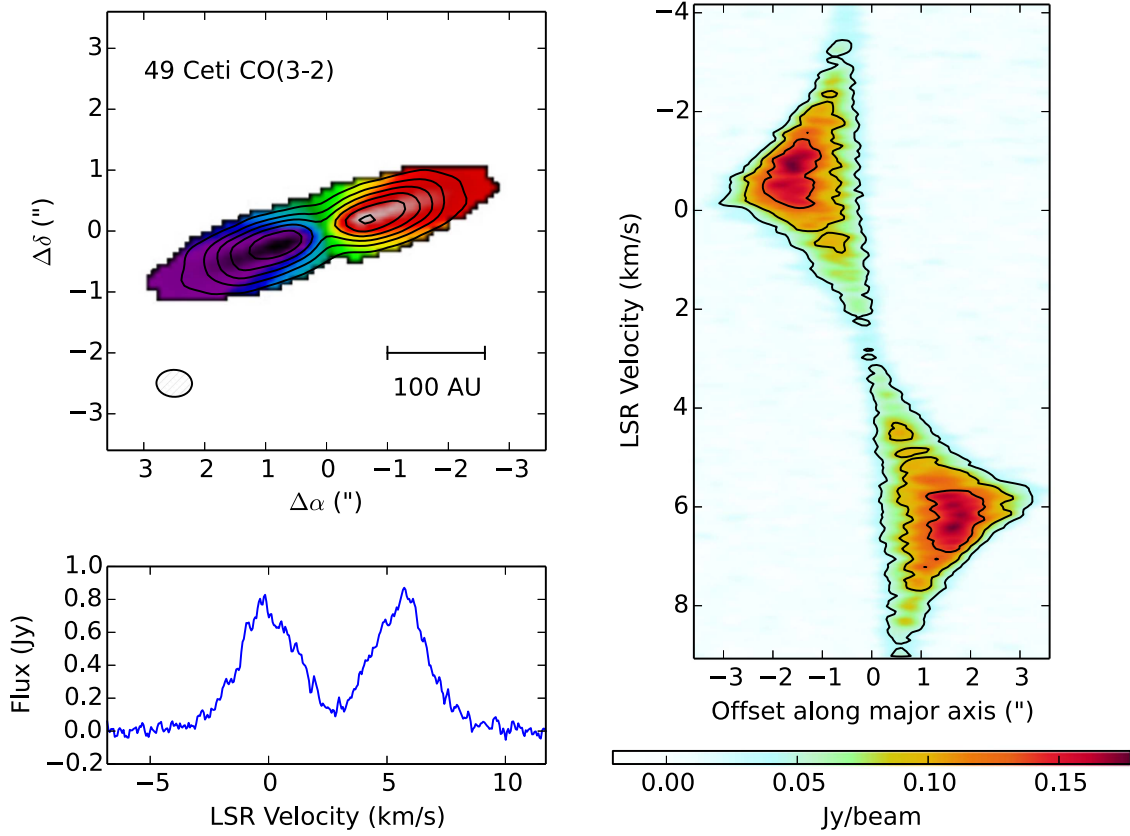 49 Ceti CO(3-2)
3
2
1
0
−1
−2
−3
Δδ (")
100 AU
3 2 1 0 −1 −2 −3
Δα (")
1.0
0.8
0.6
0.4
0.2
0.0
−0.2
Flux (Jy)
−5 0 5 10
LSR Velocity (km/s)
−4
−2
0
2
4
6
8
LSR Velocity (km/s)
−3 −2 −1 0 1 2 3
Offset along major axis (")
0.00 0.05 0.10 0.15
Jy/beam